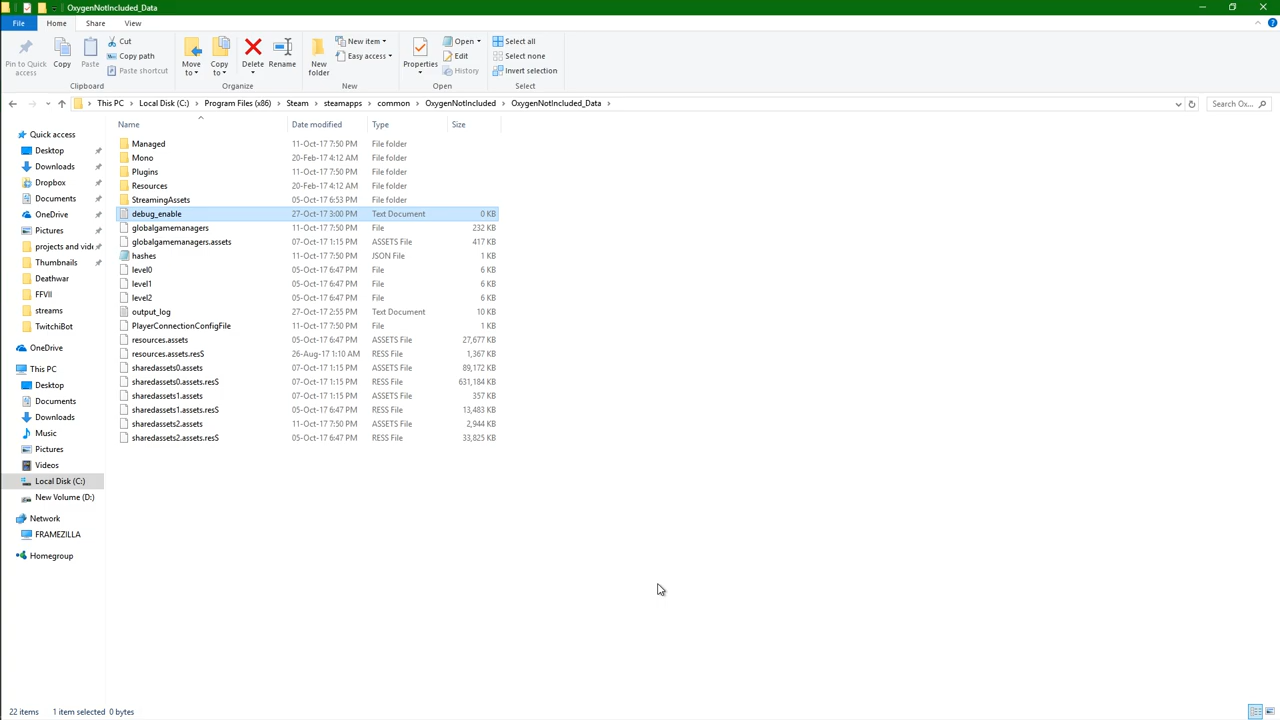 OxygenNotIncluded_Data
File Home Share View
Pin to Quick access
Copy
Paste
Cut
Copy path
Paste shortcut
Move to
Copy to
Delete
Rename
New folder
New item
Easy access
Properties
Open
Edit
History
Select all
Select none
Invert selection
Clipboard Organize New Open Select
This PC Local Disk (C:) Program Files (x86) Steam steamapps common OxygenNotIncluded OxygenNotIncluded_Data
Search Ox...
Quick access
Desktop
Downloads
Dropbox
Documents
OneDrive
Pictures
projects and vide
Thumbnails
Deathwar
FFVII
streams
TwitchiBot
OneDrive
This PC
Desktop
Documents
Downloads
Music
Pictures
Videos
Local Disk (C:)
New Volume (D:)
Network
FRAMEZILLA
Homegroup
Name Date modified Type Size
Managed 11-Oct-17 7:50 PM File folder
Mono 20-Feb-17 4:12 AM File folder
Plugins 11-Oct-17 7:50 PM File folder
Resources 20-Feb-17 4:12 AM File folder
StreamingAssets 05-Oct-17 6:53 PM File folder
debug_enable 27-Oct-17 3:00 PM Text Document 0 KB
globalgamemanagers 11-Oct-17 7:50 PM File 232 KB
globalgamemanagers.assets 07-Oct-17 1:15 PM ASSETS File 417 KB
hashes 11-Oct-17 7:50 PM JSON File 1 KB
level0 05-Oct-17 6:47 PM File 6 KB
level1 05-Oct-17 6:47 PM File 6 KB
level2 05-Oct-17 6:47 PM File 6 KB
output_log 27-Oct-17 2:55 PM Text Document 10 KB
PlayerConnectionConfigFile 11-Oct-17 7:50 PM File 1 KB
resources.assets 05-Oct-17 6:47 PM ASSETS File 27,677 KB
resources.assets.resS 26-Aug-17 1:10 AM RESS File 1,367 KB
sharedassets0.assets 07-Oct-17 1:15 PM ASSETS File 89,172 KB
sharedassets0.assets.resS 07-Oct-17 1:15 PM RESS File 631,184 KB
sharedassets1.assets 07-Oct-17 1:15 PM ASSETS File 357 KB
sharedassets1.assets.resS 05-Oct-17 6:47 PM RESS File 13,483 KB
sharedassets2.assets 11-Oct-17 7:50 PM ASSETS File 2,944 KB
sharedassets2.assets.resS 05-Oct-17 6:47 PM RESS File 33,825 KB
22 items 1 item selected 0 bytes